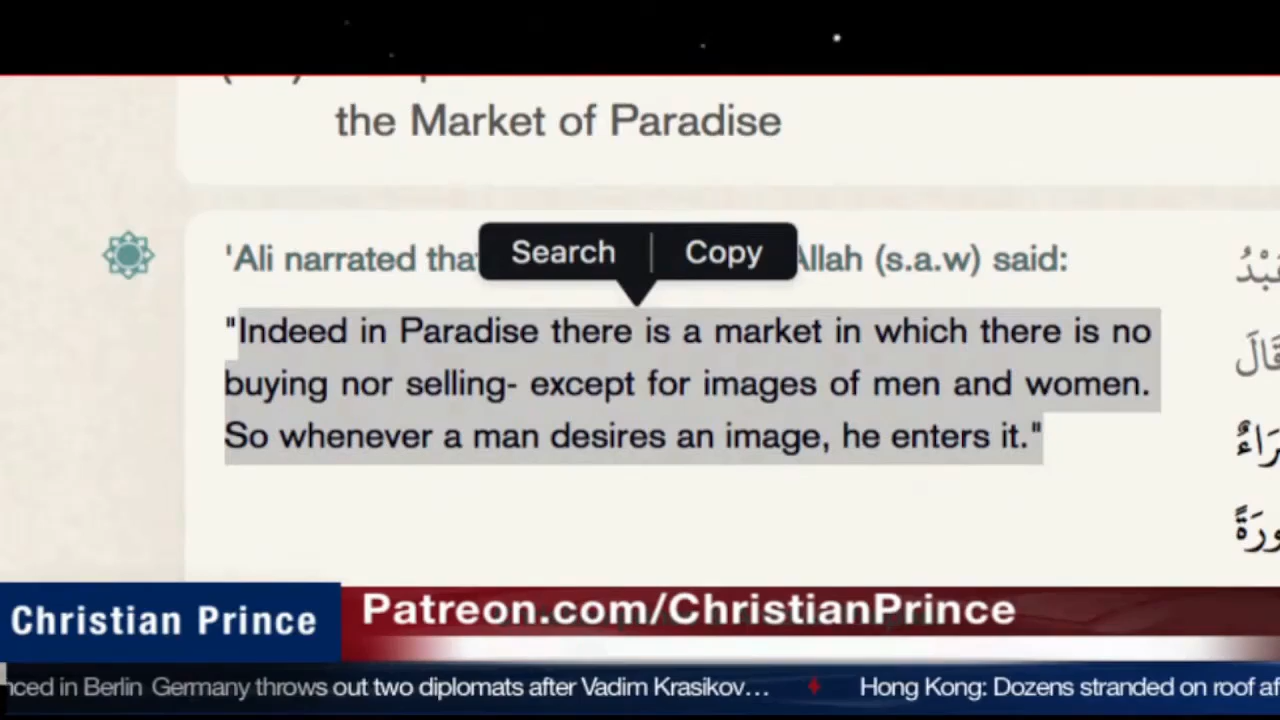 the Market of Paradise
'Ali narrated
Search | Copy
Allah (s.a.w) said:
"Indeed in Paradise there is a market in which there is no
buying nor selling- except for images of men and women.
So whenever a man desires an image, he enters it."
قَالَ
Christian Prince
Patreon.com/ChristianPrince
in Berlin Germany throws out two diplomats after Vadim Krasikov… Hong Kong: Dozens stranded on roof